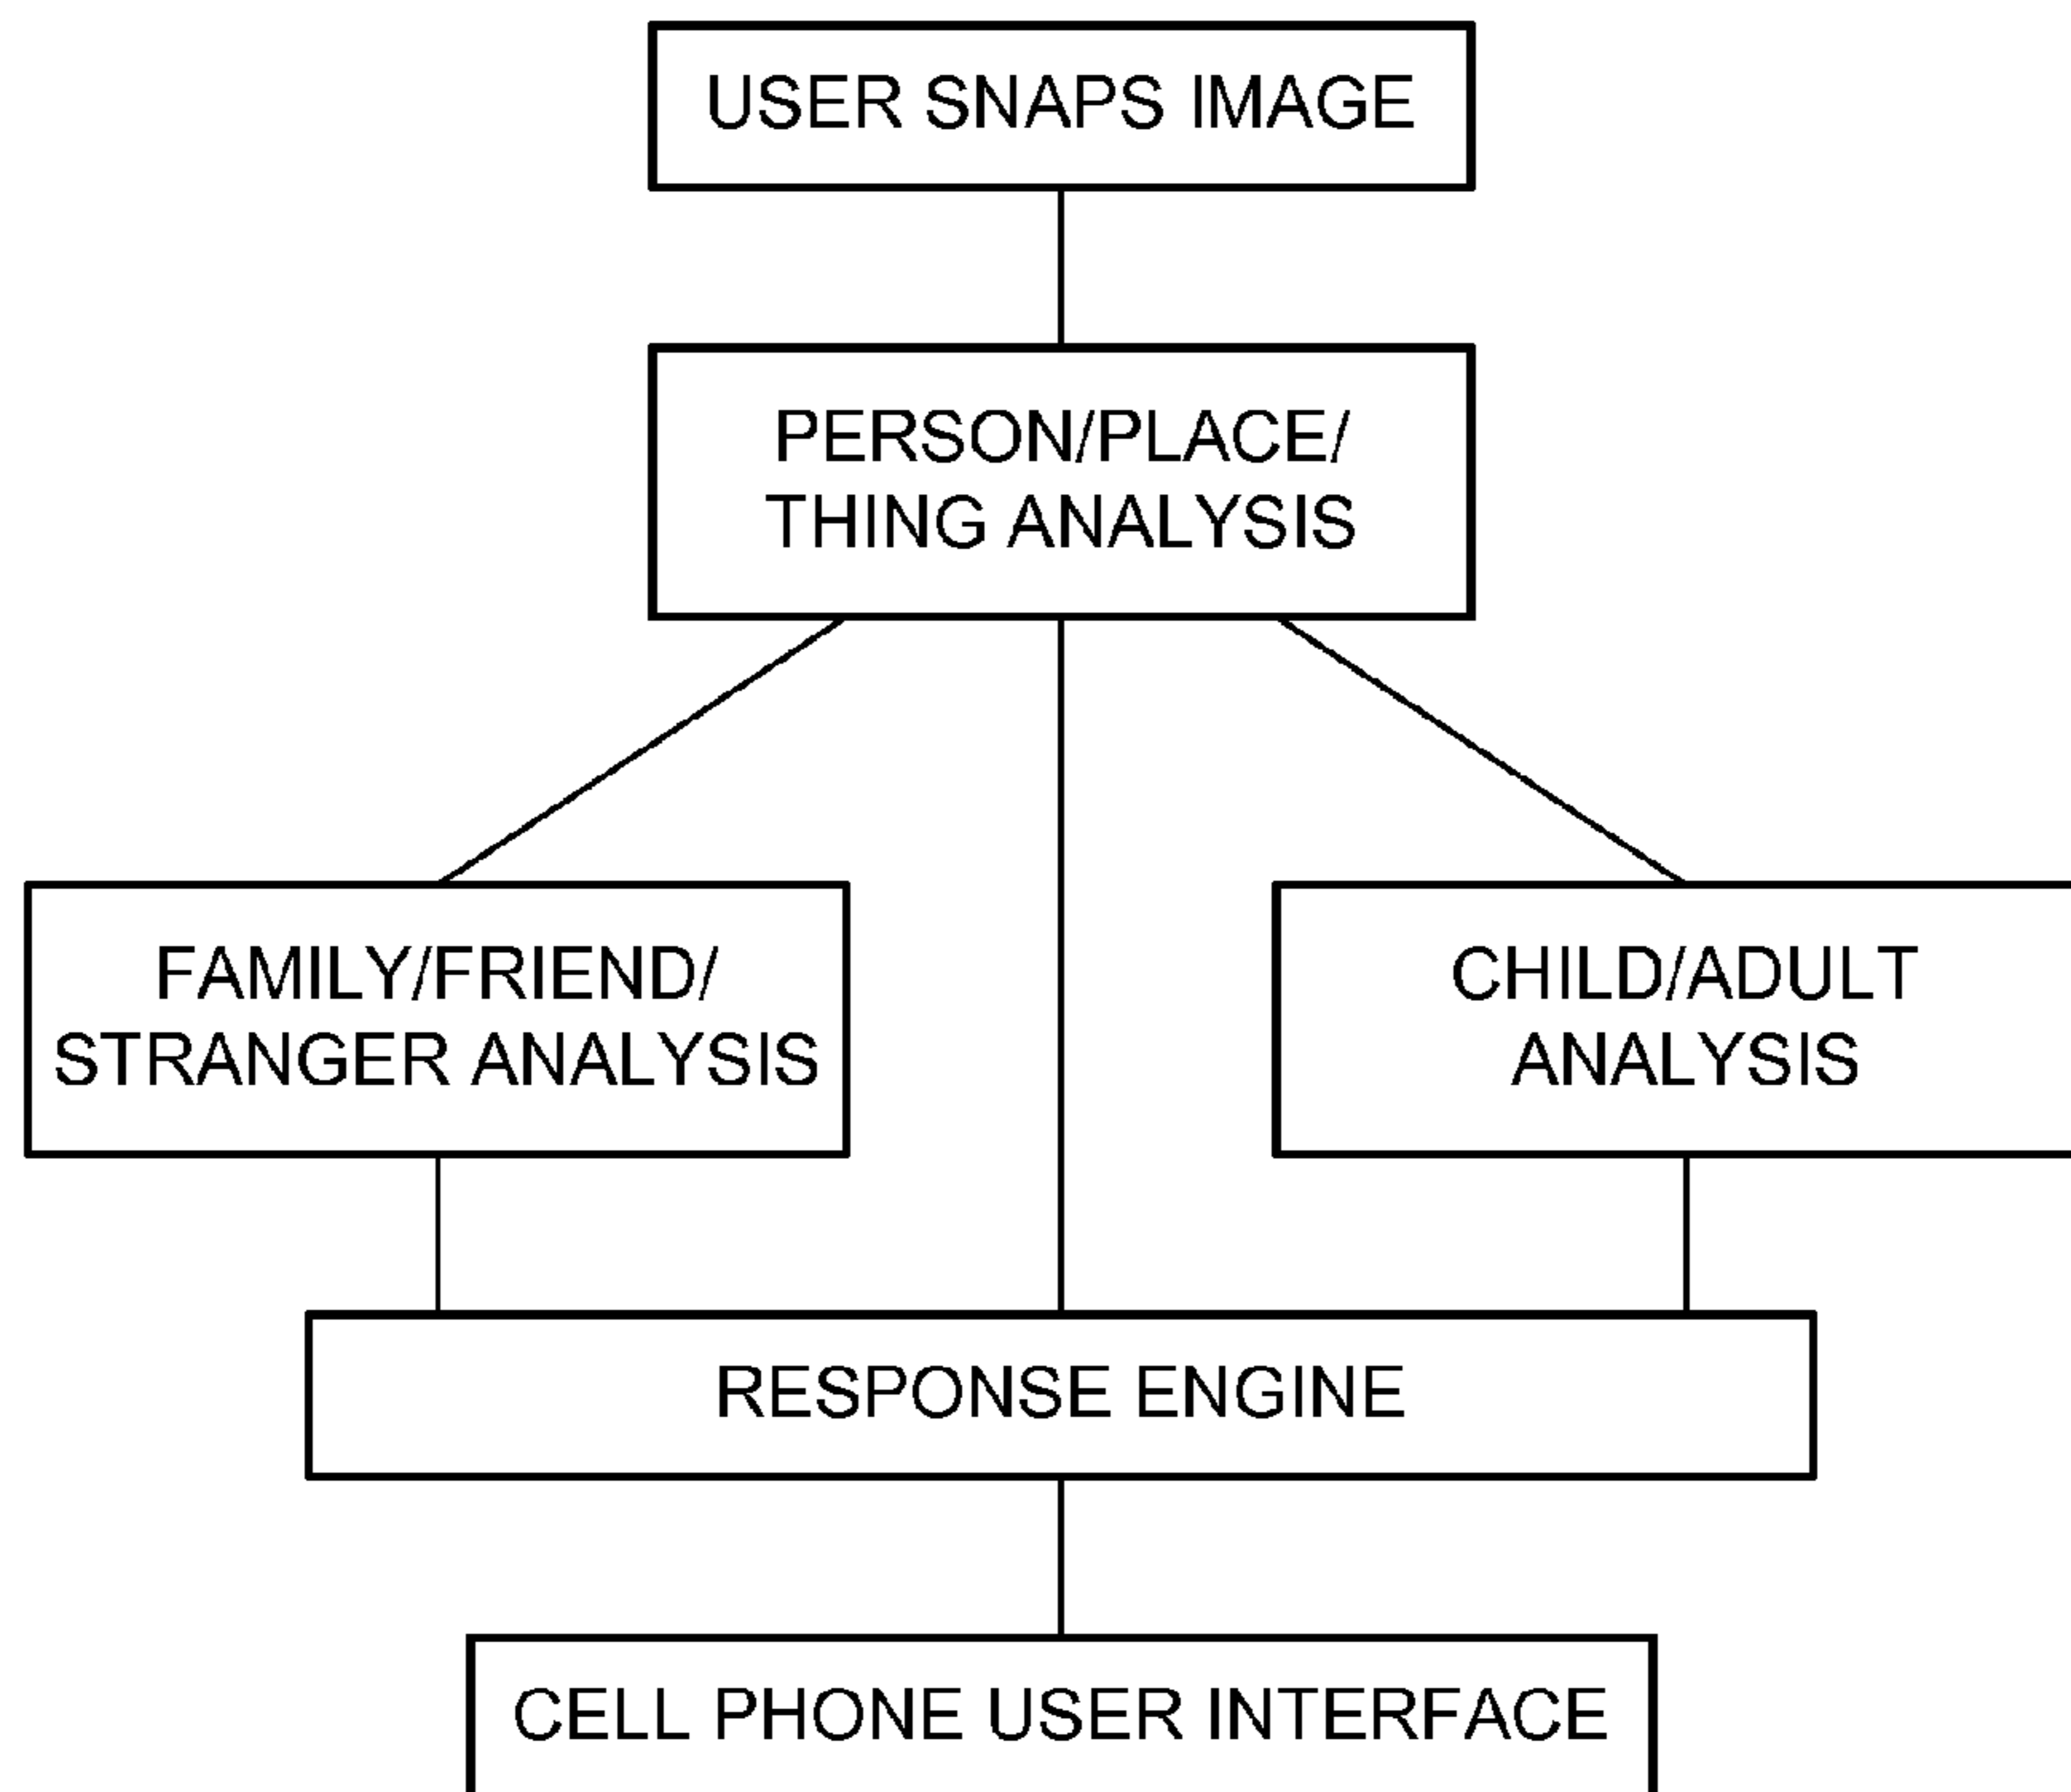 USER SNAPS IMAGE
PERSON/PLACE/
THING ANALYSIS
FAMILY/FRIEND/
STRANGER ANALYSIS
CHILD/ADULT
ANALYSIS
RESPONSE ENGINE
CELL PHONE USER INTERFACE